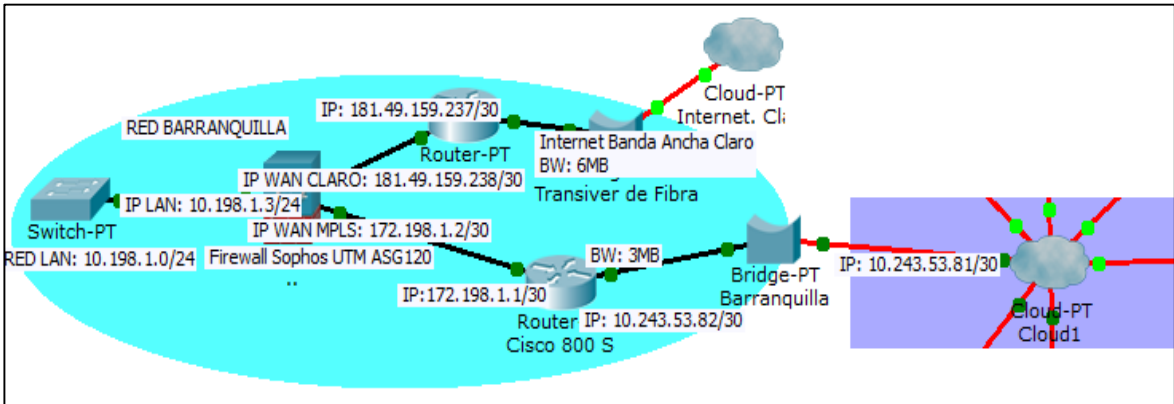 Cloud-PT
Internet. Cl
IP: 181.49.159.237/30
RED BARRANQUILLA
Router-PT
Internet Banda Ancha Claro
BW: 6MB
Transiver de Fibra
IP WAN CLARO: 181.49.159.238/30
IP LAN: 10.198.1.3/24
Switch-PT
IP WAN MPLS: 172.198.1.2/30
RED LAN: 10.198.1.0/24
Firewall Sophos UTM ASG120
..
BW: 3MB
Bridge-PT
Barranquilla
IP: 10.243.53.81/30
IP:172.198.1.1/30
Router
IP: 10.243.53.82/30
Cisco 800 S
Cloud-PT
Cloud1